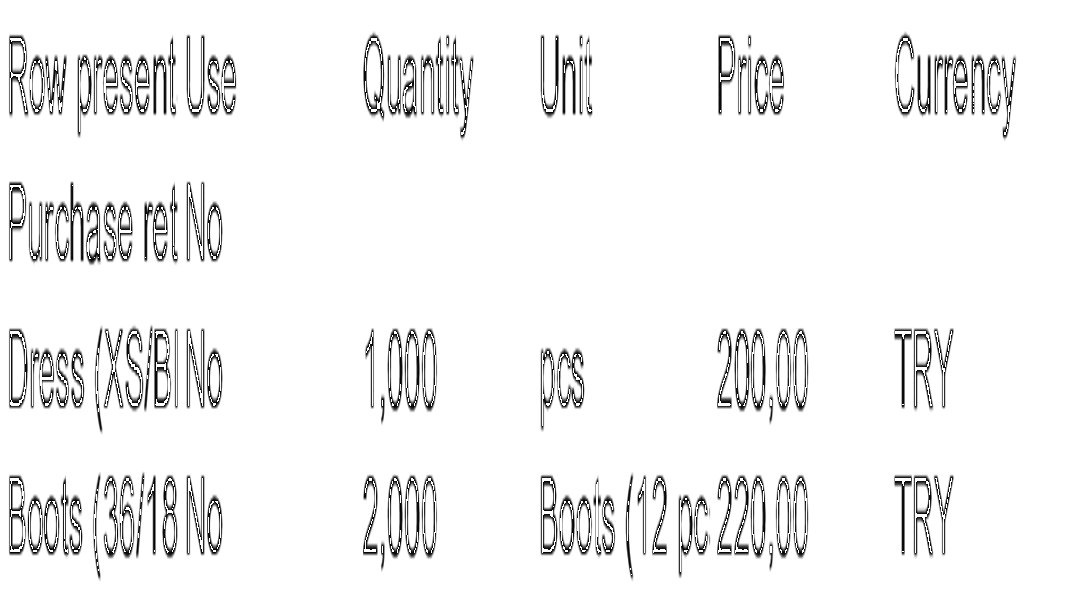 Row present Use Quantity Unit Price Currency
Purchase ret No
Dress (XS/Bl No 1,000 pcs 200,00 TRY
Boots (36/18 No 2,000 Boots (12 pc 220,00 TRY